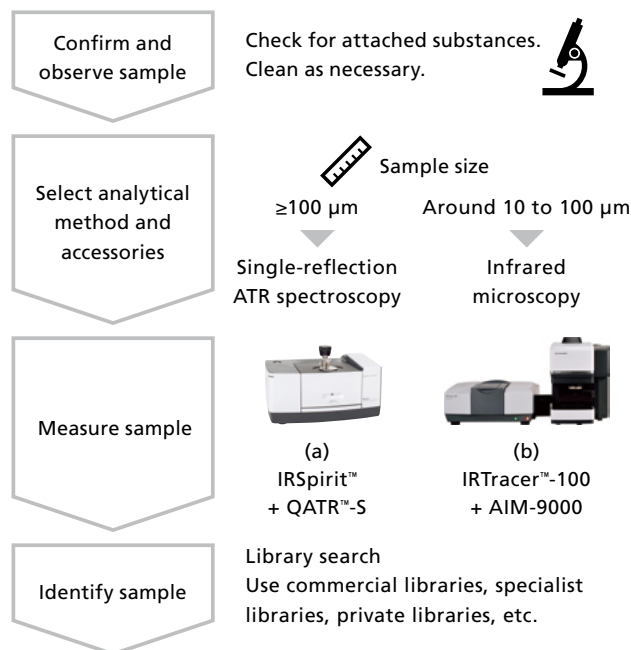 Confirm and
observe sample
Check for attached substances.
Clean as necessary.
Select analytical
method and
accessories
Sample size
≥100 µm
Around 10 to 100 µm
Single-reflection
ATR spectroscopy
Infrared
microscopy
Measure sample
(a)
IRSpirit™
+ QATR™-S
(b)
IRTracer™-100
+ AIM-9000
Identify sample
Library search
Use commercial libraries, specialist
libraries, private libraries, etc.